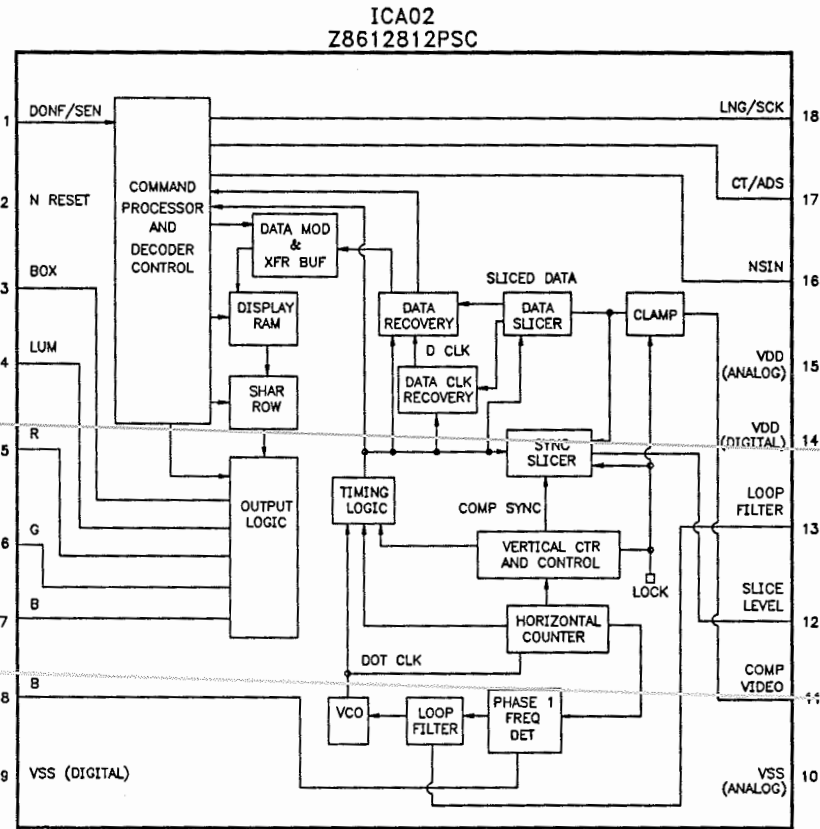 ICA02
Z8612812PSC
1
DONF/SEN
2
N RESET
3
BOX
4
LUM
5
R
6
G
7
B
8
B
9
VSS (DIGITAL)
COMMAND
PROCESSOR
AND
DECODER
CONTROL
DATA MOD
&
XFR BUF
DISPLAY
RAM
SHAR
ROW
OUTPUT
LOGIC
SLICED DATA
DATA
RECOVERY
DATA
SLICER
CLAMP
D CLK
DATA CLK
RECOVERY
SYNC
SLICER
TIMING
LOGIC
COMP SYNC
VERTICAL CTR
AND CONTROL
LOCK
HORIZONTAL
COUNTER
DOT CLK
VCO
LOOP
FILTER
PHASE 1
FREQ
DET
LNG/SCK
18
CT/ADS
17
NSIN
16
VDD
(ANALOG)
15
VDD
(DIGITAL)
14
LOOP
FILTER
13
SLICE
LEVEL
12
COMP
VIDEO
11
VSS
(ANALOG)
10